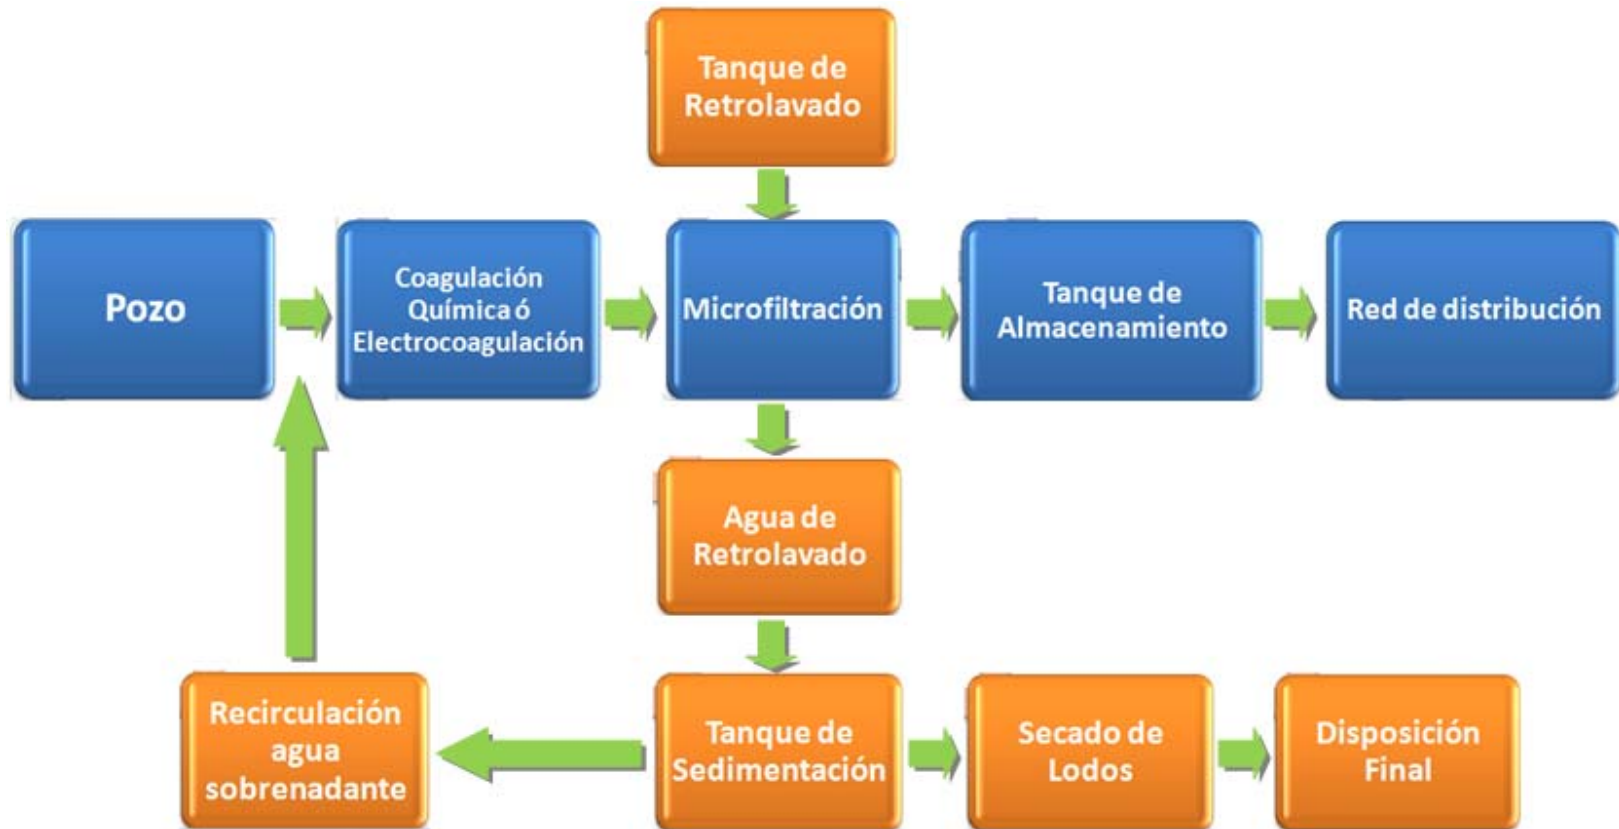 Tanque de
Retrolavado
Pozo
Coagulación
Química ó
Electrocoagulación
Microfiltración
Tanque de
Almacenamiento
Red de distribución
Agua de
Retrolavado
Recirculación
agua
sobrenadante
Tanque de
Sedimentación
Secado de
Lodos
Disposición
Final